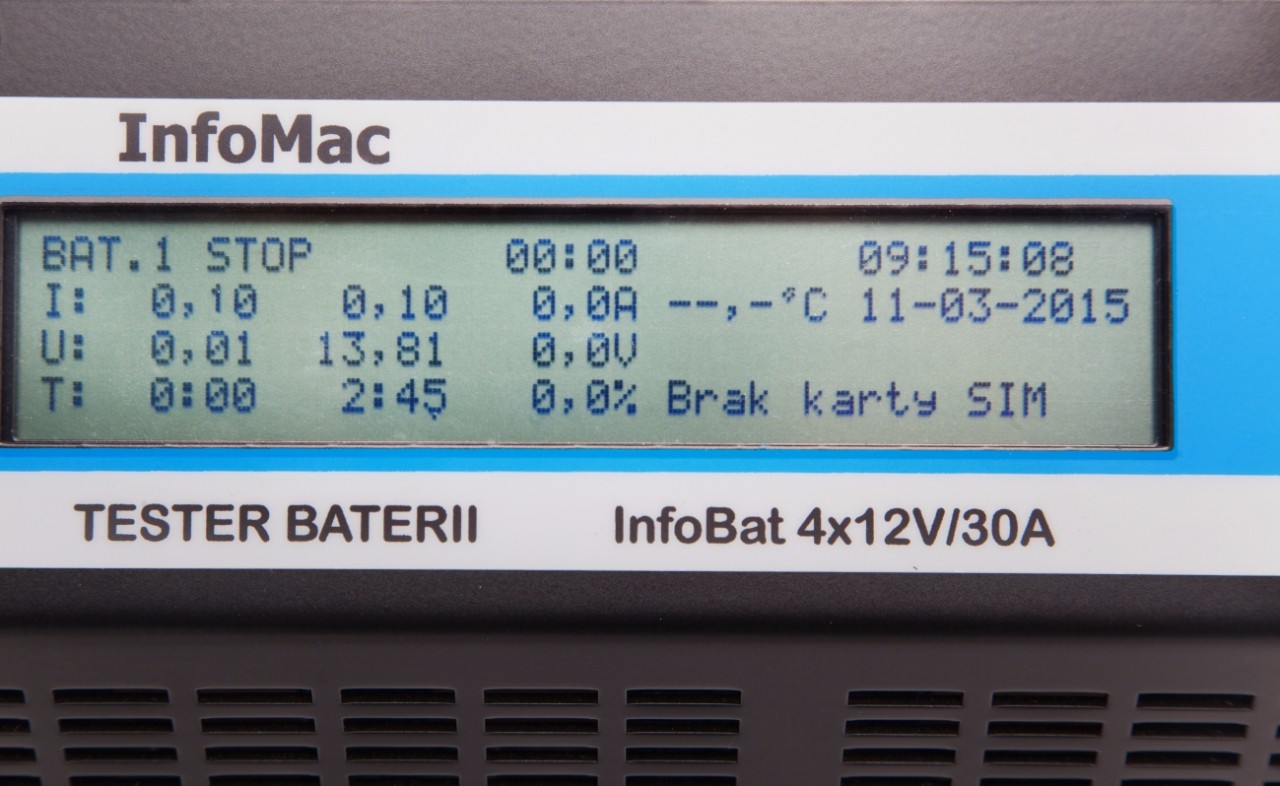 InfoMac
BAT.1 STOP 00:00 09:15:08
I: 0,10 0,10 0,0A --,-°C 11-03-2015
U: 0,01 13,81 0,0V
T: 0:00 2:45 0,0% Brak karty SIM
TESTER BATERII InfoBat 4x12V/30A